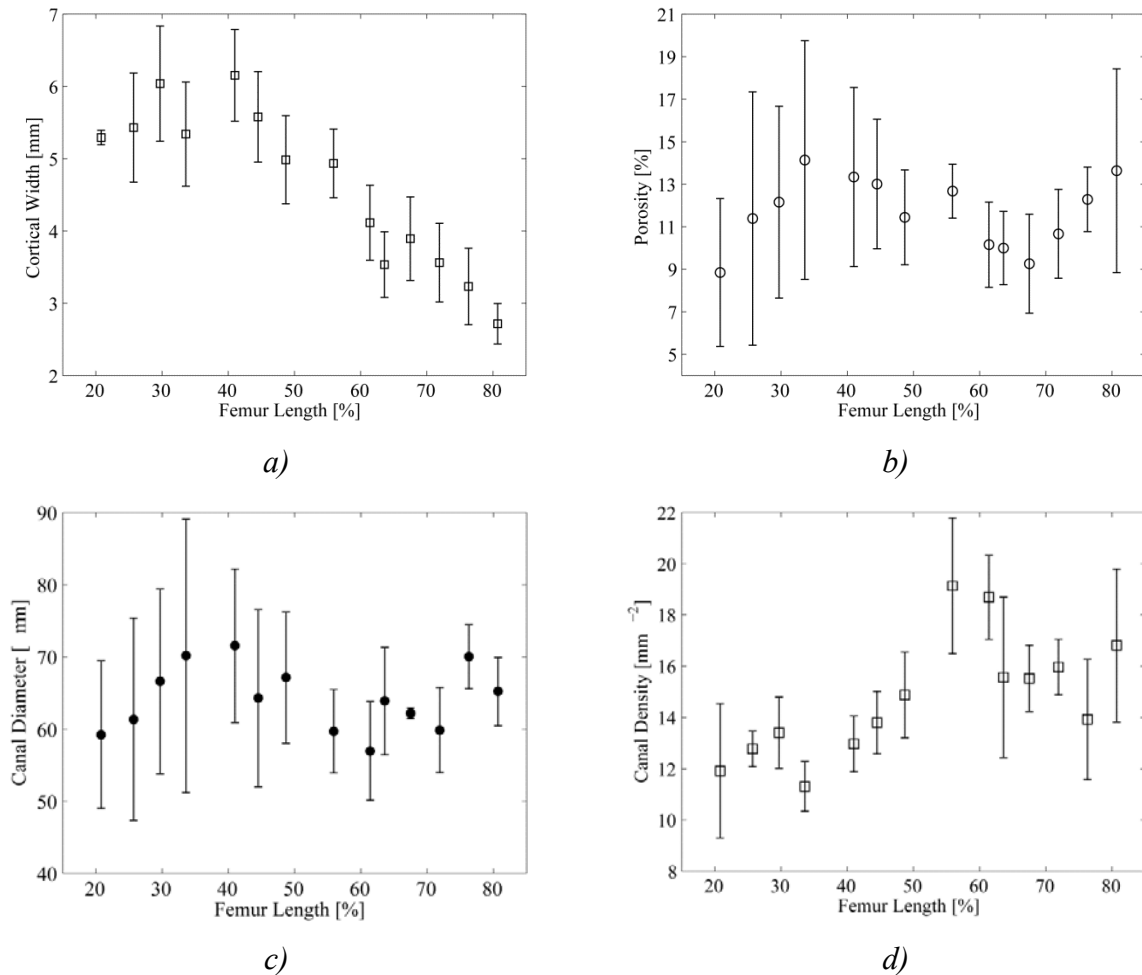 7
6
5
4
3
2
Cortical Width [mm]
20 30 40 50 60 70 80
Femur Length [%]
a)
21
19
17
15
13
11
9
7
5
Porosity [%]
20 30 40 50 60 70 80
Femur Length [%]
b)
90
80
70
60
50
40
Canal Diameter [ mm]
20 30 40 50 60 70 80
Femur Length [%]
c)
22
20
18
16
14
12
10
8
Canal Density [mm⁻²]
20 30 40 50 60 70 80
Femur Length [%]
d)